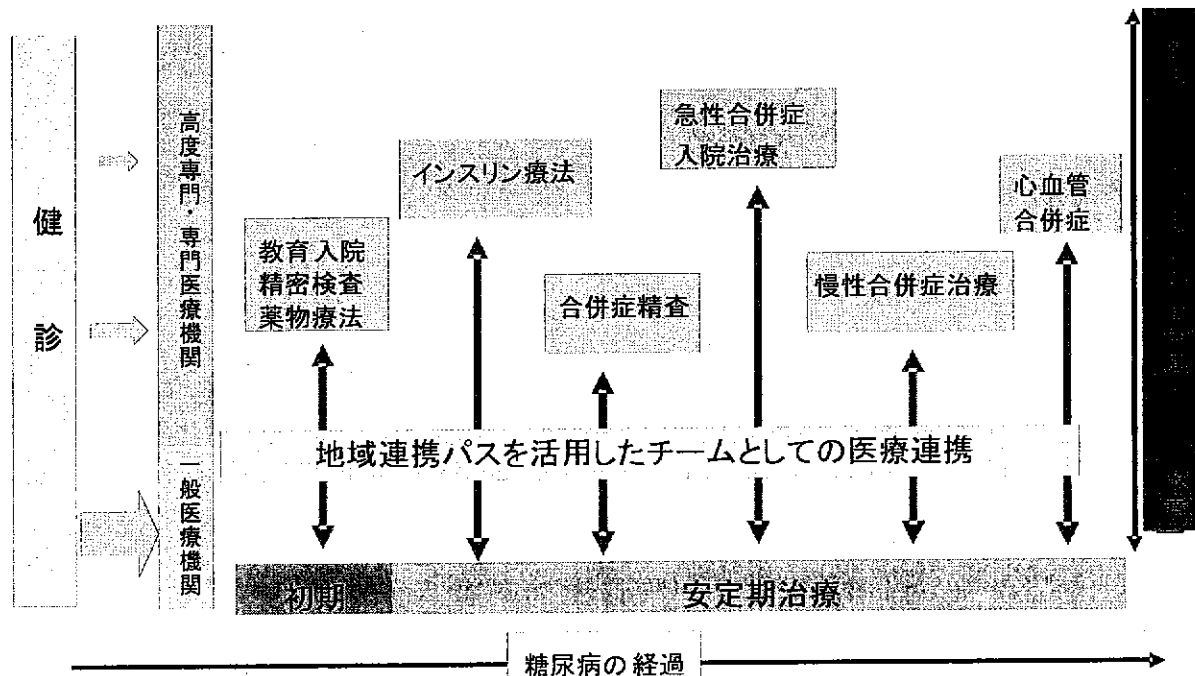 健診
高度専門・専門医療機関
一般医療機関
教育入院
精密検査
薬物療法
インスリン療法
合併症精査
急性合併症
入院治療
慢性合併症治療
心血管
合併症
地域連携パスを活用したチームとしての医療連携
初期
安定期治療
糖尿病の経過